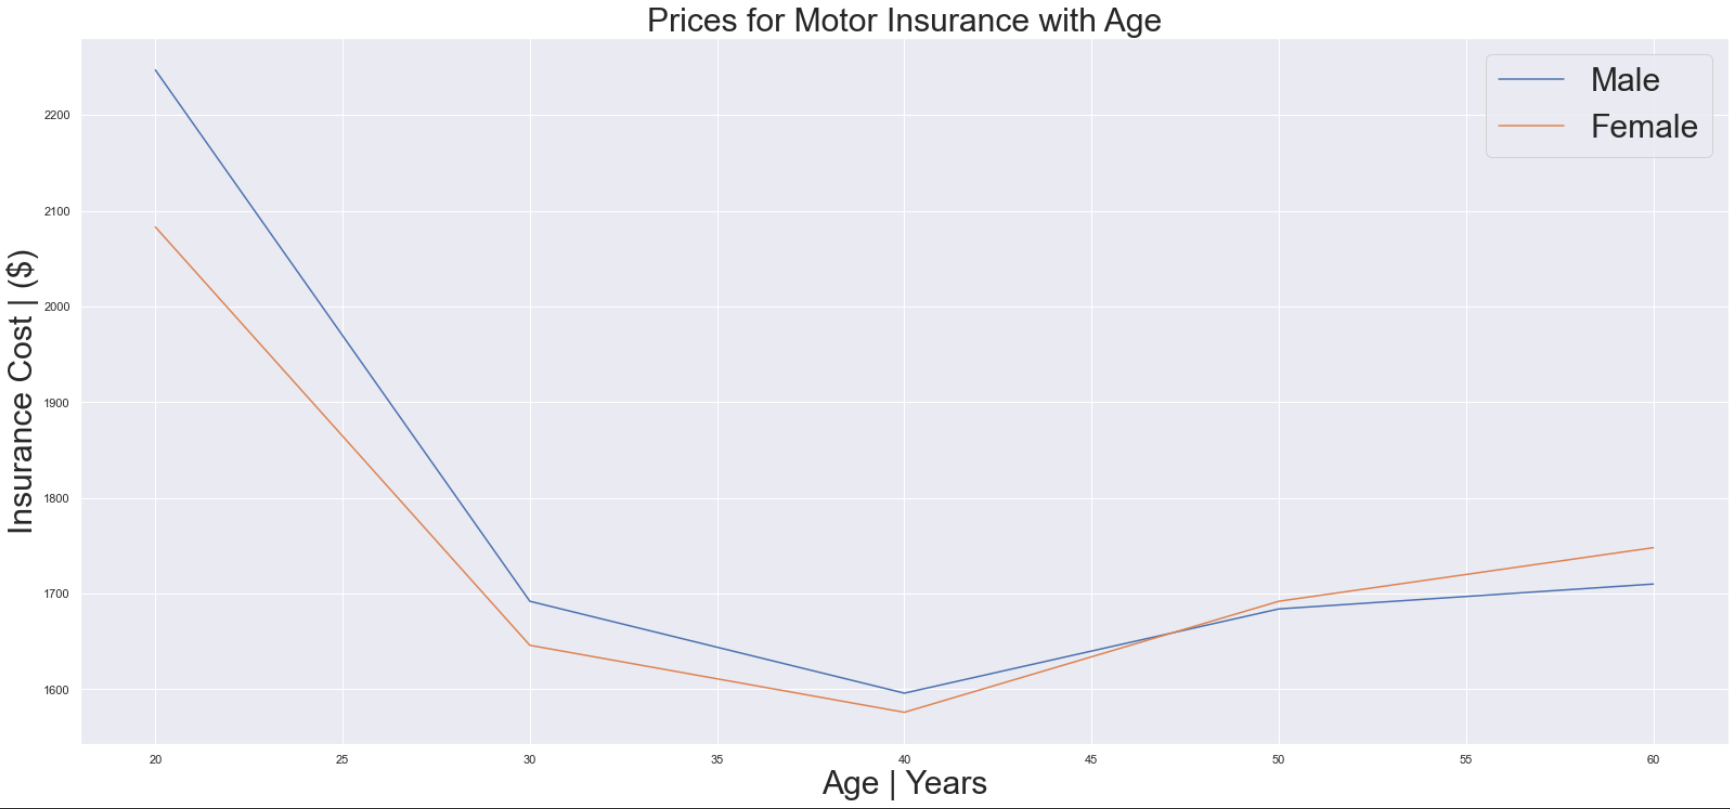 Prices for Motor Insurance with Age
Male
Female
2200
2100
2000
1900
1800
1700
1600
Insurance Cost | ($)
20 25 30 35 40 45 50 55 60
Age | Years